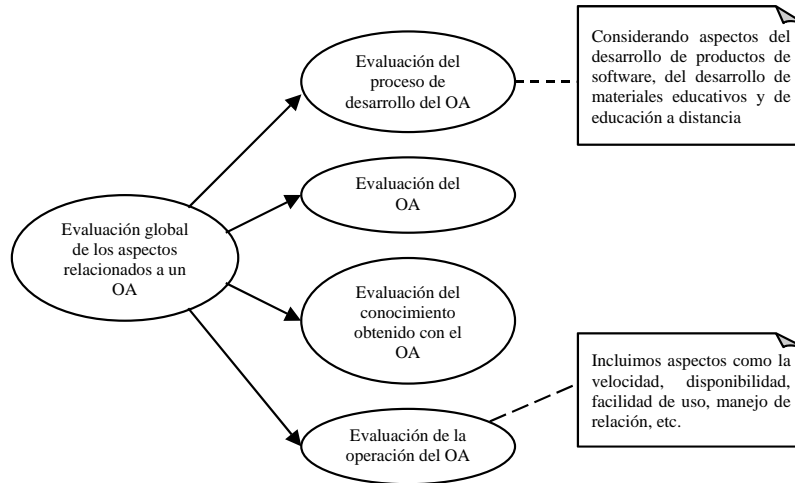 Evaluación del
proceso de
desarrollo del OA
Considerando aspectos del
desarrollo de productos de
software, del desarrollo de
materiales educativos y de
educación a distancia
Evaluación del
OA
Evaluación global
de los aspectos
relacionados a un
OA
Evaluación del
conocimiento
obtenido con el
OA
Incluimos aspectos como la
velocidad, disponibilidad,
facilidad de uso, manejo de
relación, etc.
Evaluación de la
operación del OA